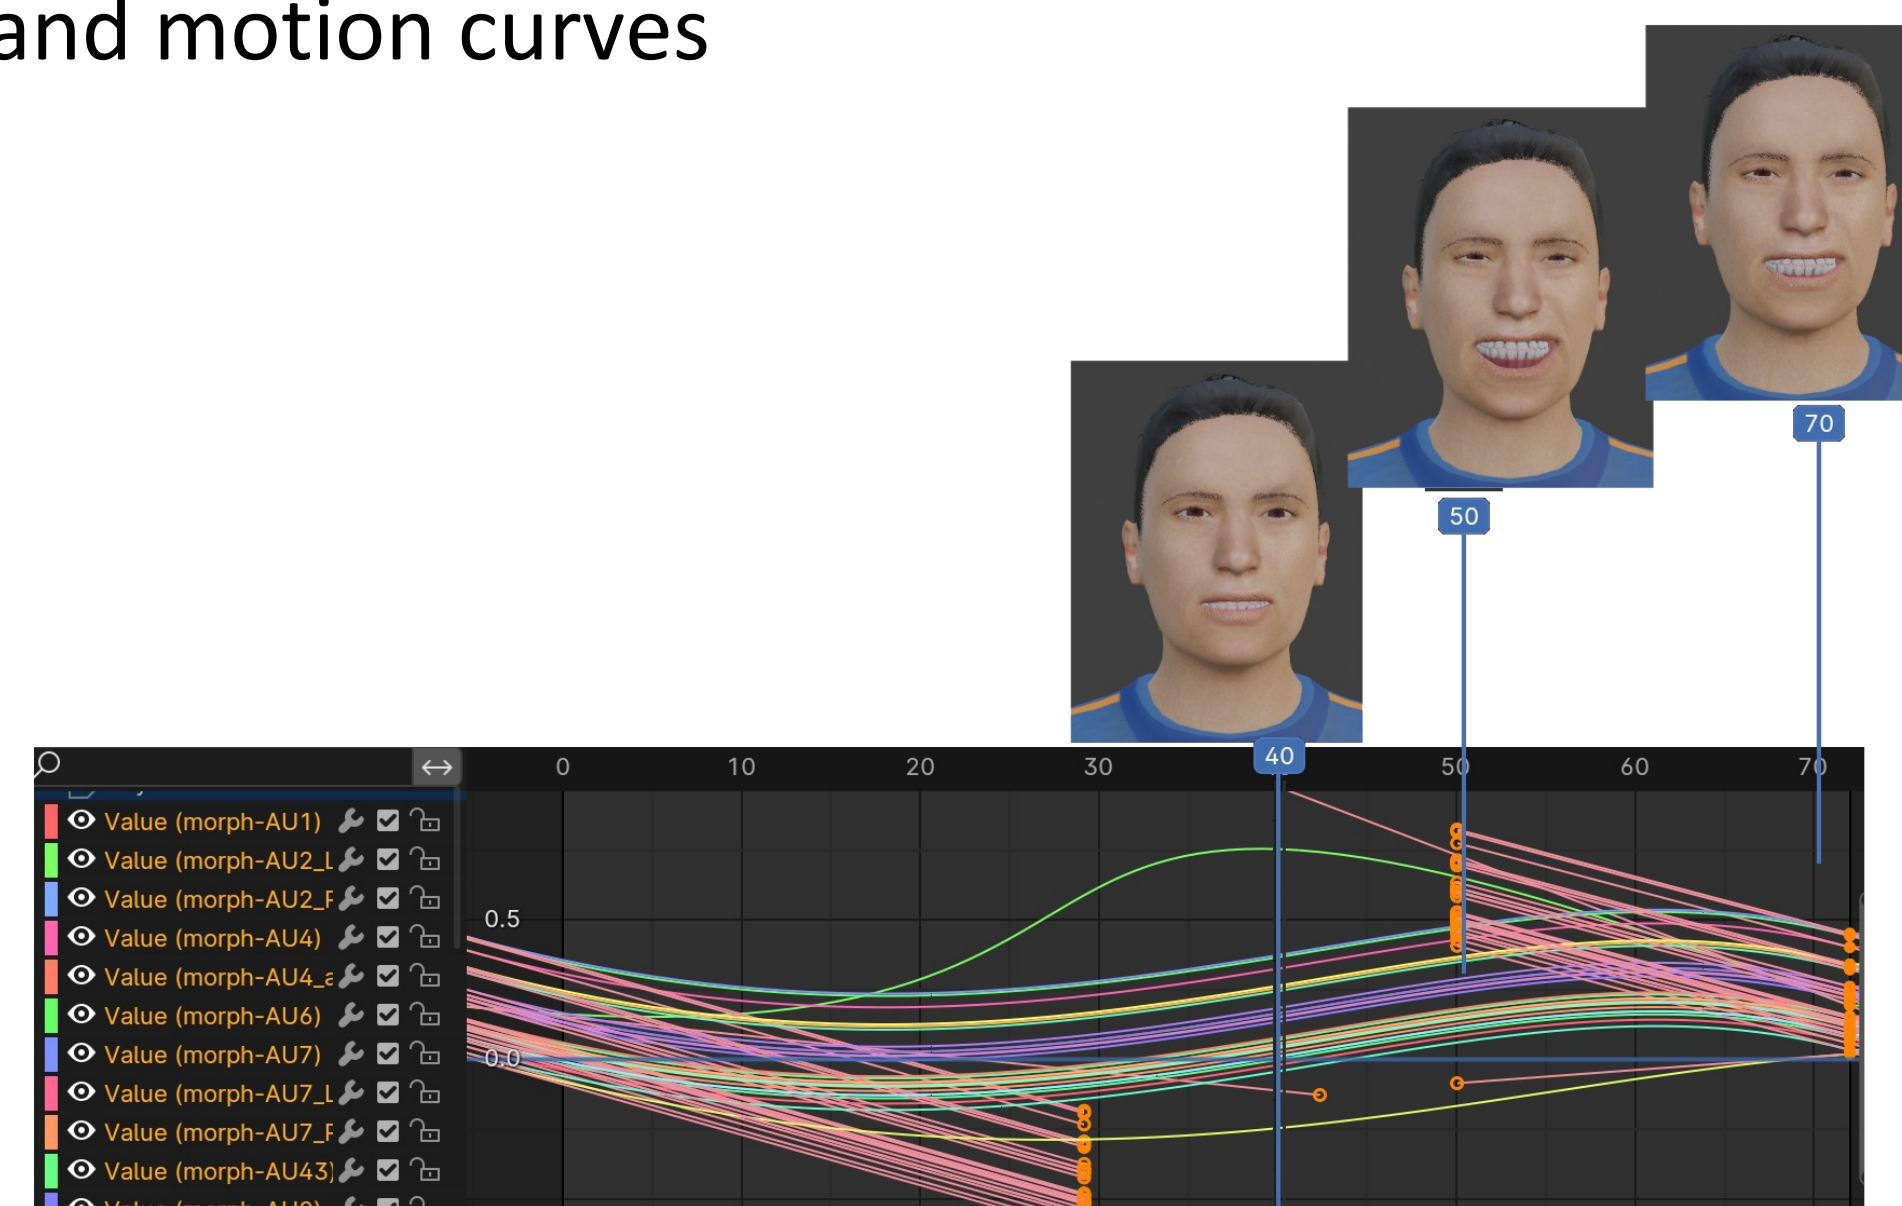 and motion curves
70
50
40
0 10 20 30 50 60 70
Value (morph-AU1)
Value (morph-AU2_L
Value (morph-AU2_R
0.5
Value (morph-AU4)
Value (morph-AU4_a
Value (morph-AU6)
Value (morph-AU7)
0.0
Value (morph-AU7_L
Value (morph-AU7_R
Value (morph-AU43)